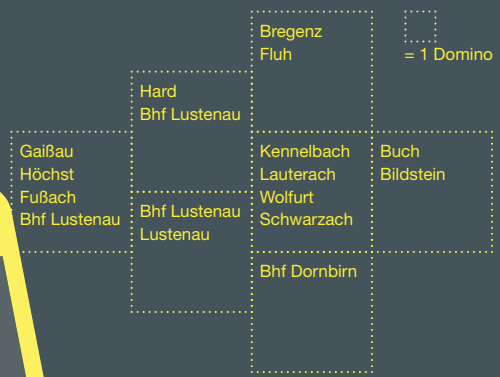 Bregenz
Fluh
= 1 Domino
Hard
Bhf Lustenau
Gaißau
Höchst
Fußach
Bhf Lustenau
Bhf Lustenau
Lustenau
Kennelbach
Lauterach
Wolfurt
Schwarzach
Buch
Bildstein
Bhf Dornbirn